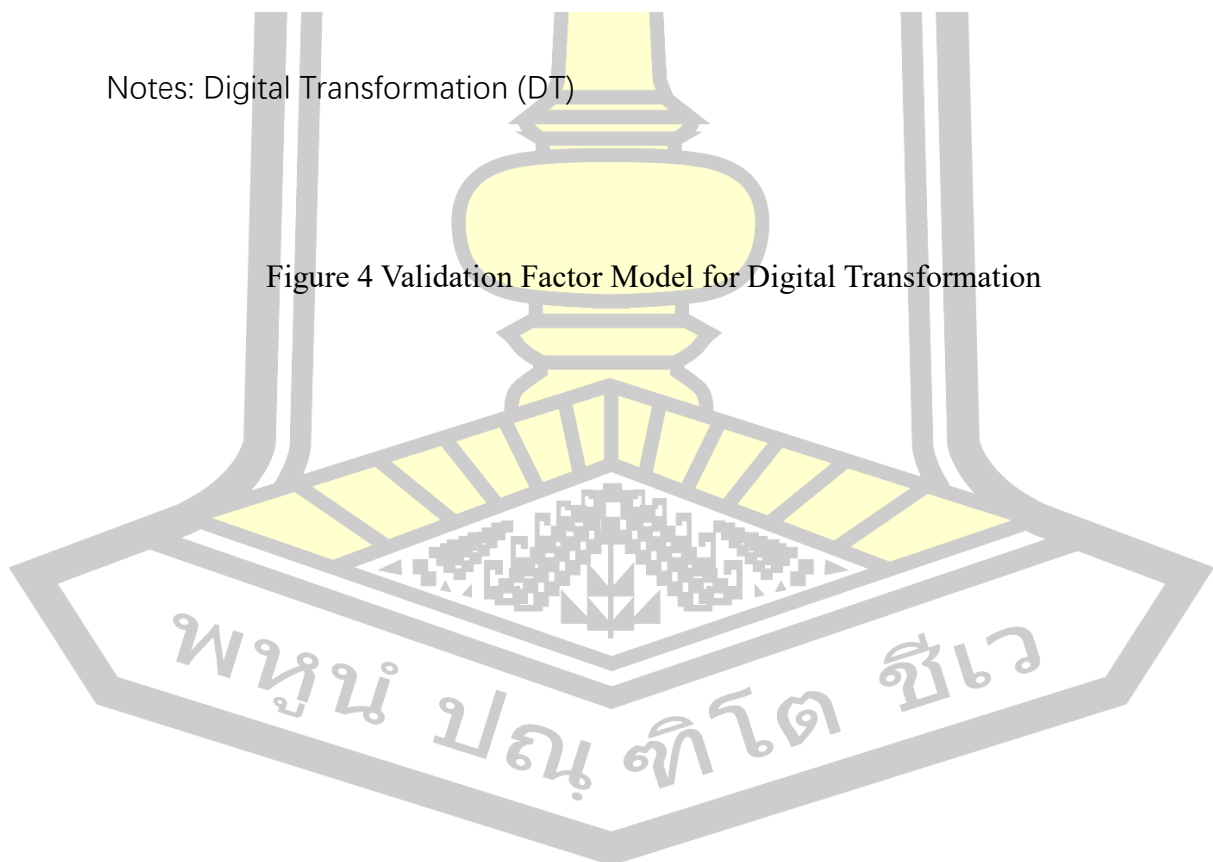 Notes: Digital Transformation (DT)
Figure 4 Validation Factor Model for Digital Transformation
พหูนํ ปณฺฑิโต ชีเว